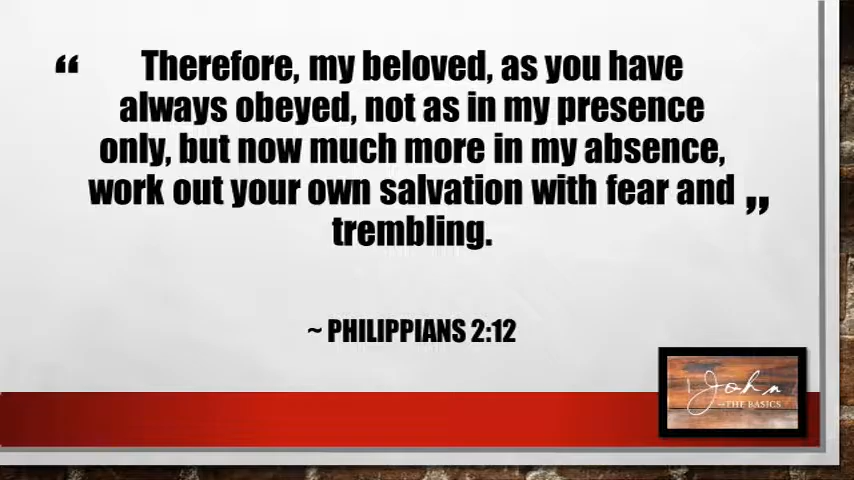 “ Therefore, my beloved, as you have
always obeyed, not as in my presence
only, but now much more in my absence,
work out your own salvation with fear and ”
trembling.
~ PHILIPPIANS 2:12
1 John
—THE BASICS